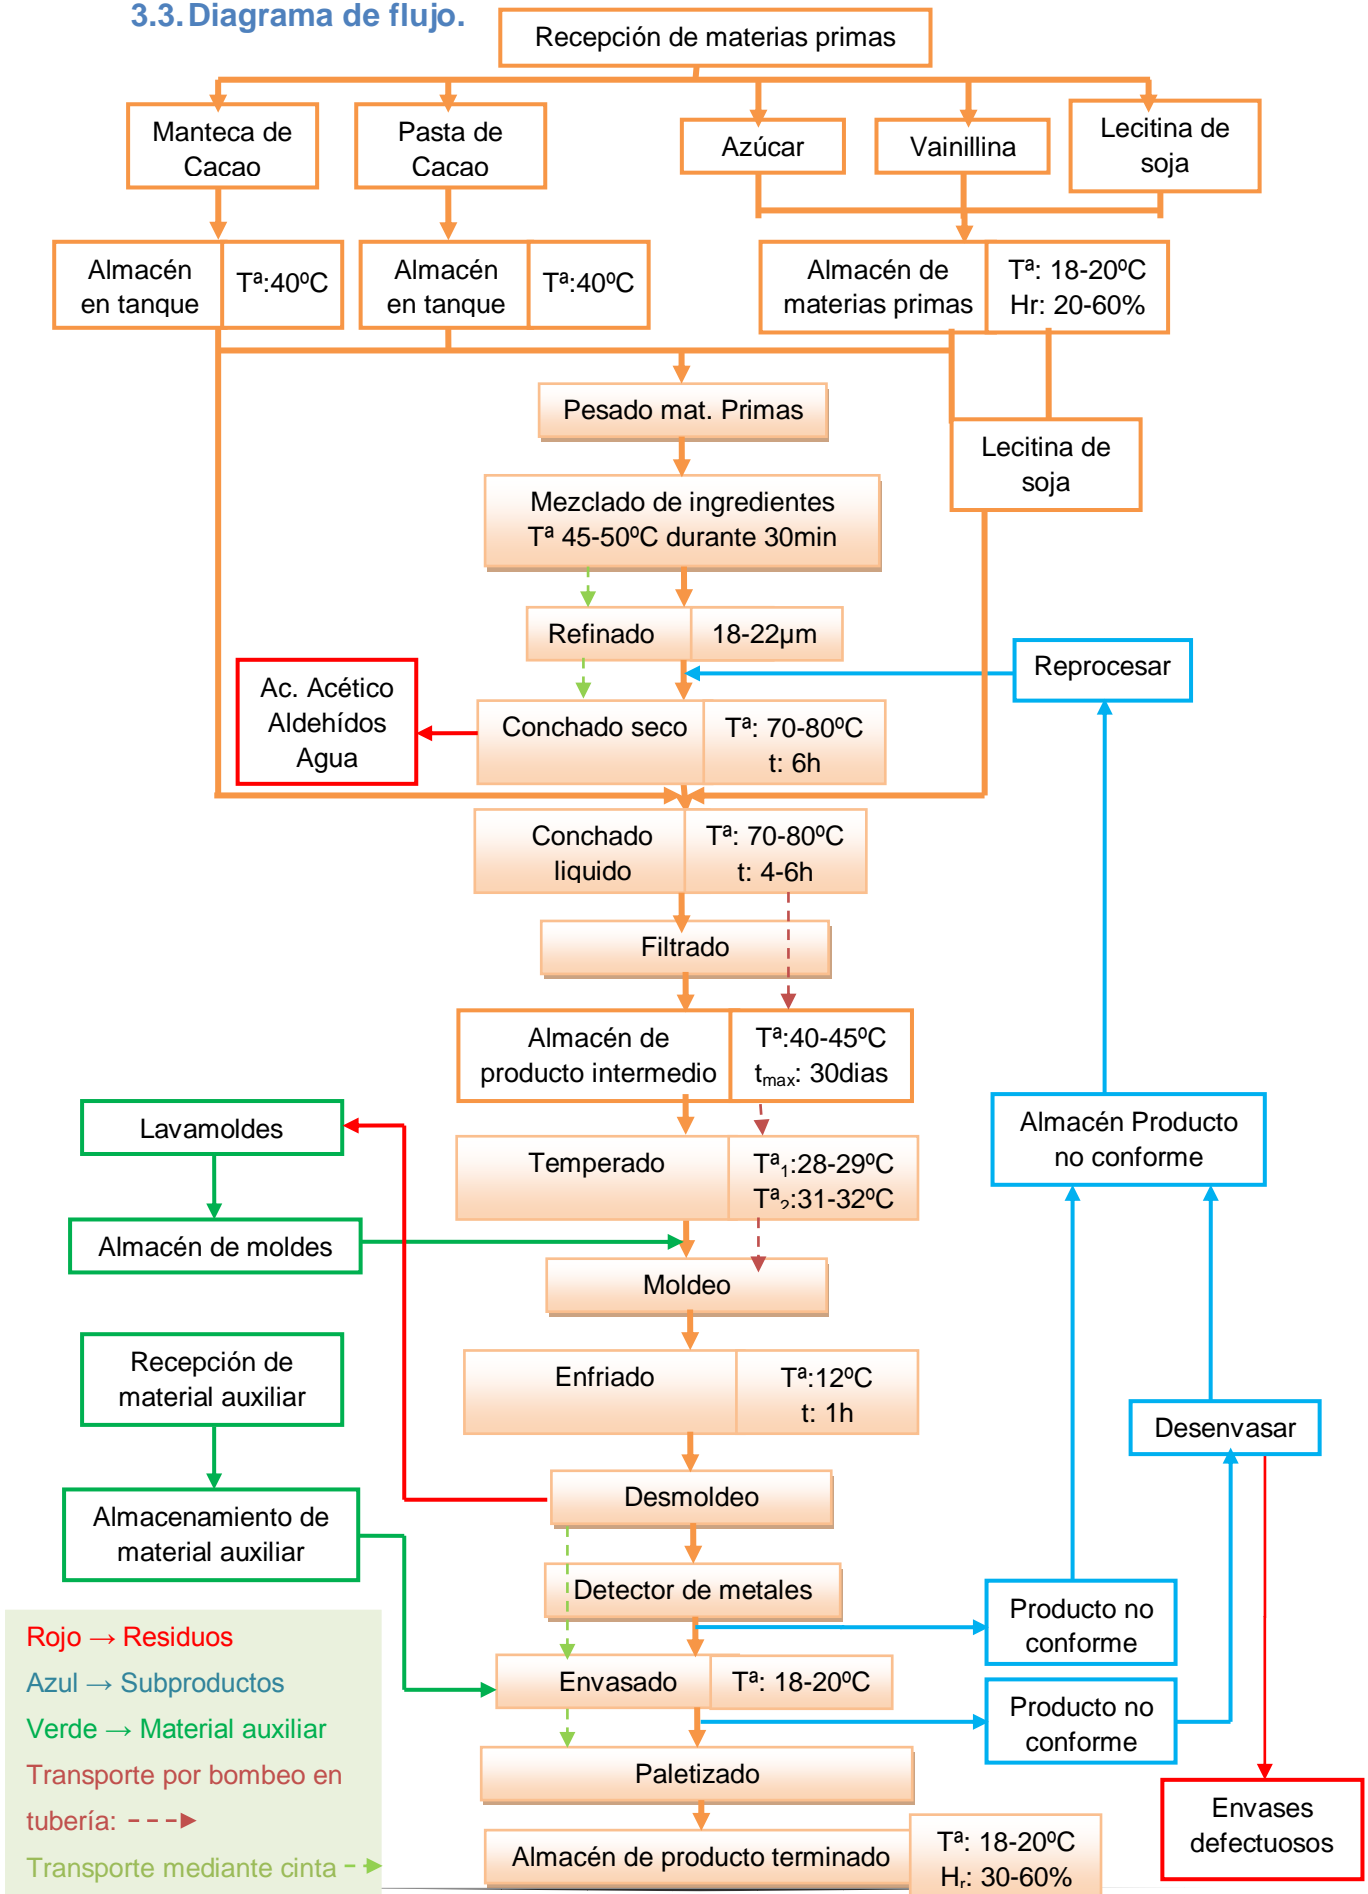 3.3. Diagrama de flujo.
Recepción de materias primas
Manteca de
Cacao
Pasta de
Cacao
Azúcar
Vainillina
Lecitina de
soja
Almacén
en tanque
Tª:40ºC
Almacén
en tanque
Tª:40ºC
Almacén de
materias primas
Tª: 18-20ºC
Hr: 20-60%
Pesado mat. Primas
Lecitina de
soja
Mezclado de ingredientes
Tª 45-50ºC durante 30min
Refinado
18-22µm
Reprocesar
Ac. Acético
Aldehídos
Agua
Conchado seco
Tª: 70-80ºC
t: 6h
Conchado
liquido
Tª: 70-80ºC
t: 4-6h
Filtrado
Almacén de
producto intermedio
Tª:40-45ºC
tmax: 30dias
Lavamoldes
Almacén Producto
no conforme
Temperado
Tª1:28-29ºC
Tª2:31-32ºC
Almacén de moldes
Moldeo
Recepción de
material auxiliar
Enfriado
Tª:12ºC
t: 1h
Desenvasar
Desmoldeo
Almacenamiento de
material auxiliar
Detector de metales
Producto no
conforme
Envasado
Tª: 18-20ºC
Producto no
conforme
Paletizado
Envases
defectuosos
Almacén de producto terminado
Tª: 18-20ºC
Hr: 30-60%
Rojo → Residuos
Azul → Subproductos
Verde → Material auxiliar
Transporte por bombeo en
tubería:
Transporte mediante cinta